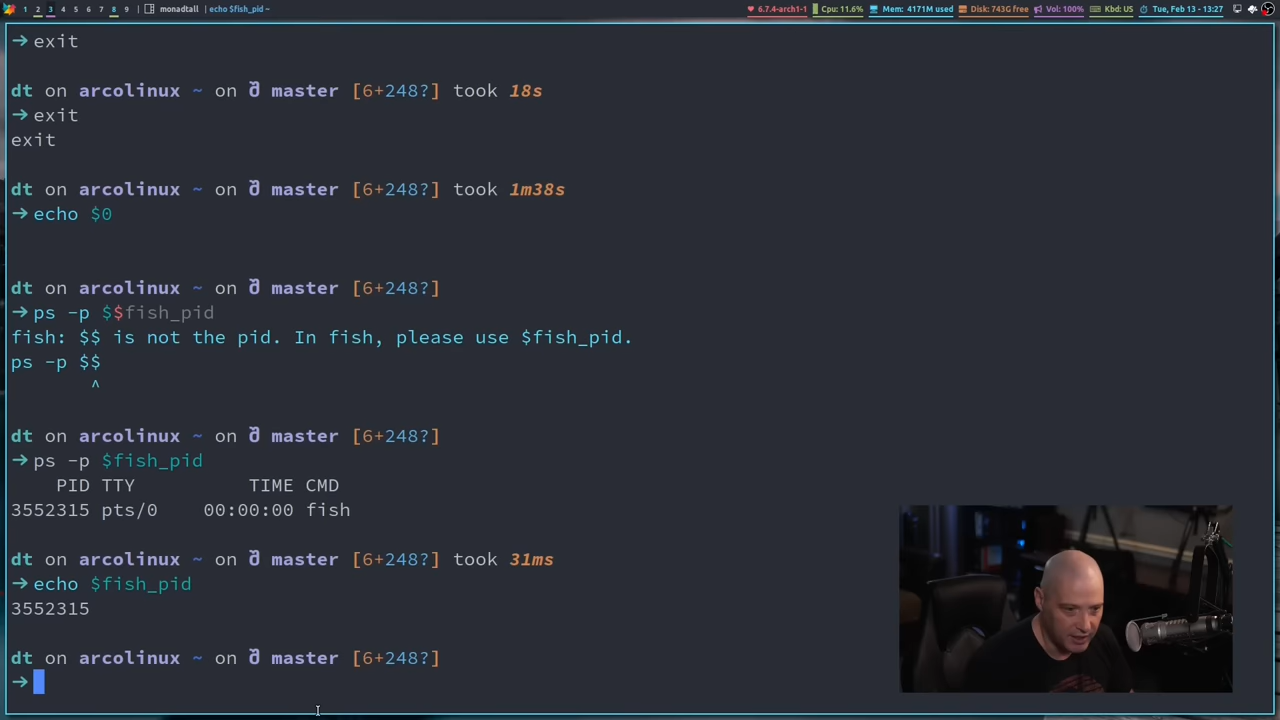 1 2 3 4 5 6 7 8 9 | monadtall | echo $fish_pid ~ ♥ 6.7.4-arch1-1 Cpu: 11.6% Mem: 4171M used Disk: 743G free Vol: 100% Kbd: US Tue, Feb 13 - 13:27
➜ exit
dt on arcolinux ~ on ð master [6+248?] took 18s
➜ exit
exit
dt on arcolinux ~ on ð master [6+248?] took 1m38s
➜ echo $0
dt on arcolinux ~ on ð master [6+248?]
➜ ps -p $$fish_pid
fish: $$ is not the pid. In fish, please use $fish_pid.
ps -p $$
^
dt on arcolinux ~ on ð master [6+248?]
➜ ps -p $fish_pid
PID TTY TIME CMD
3552315 pts/0 00:00:00 fish
dt on arcolinux ~ on ð master [6+248?] took 31ms
➜ echo $fish_pid
3552315
dt on arcolinux ~ on ð master [6+248?]
➜